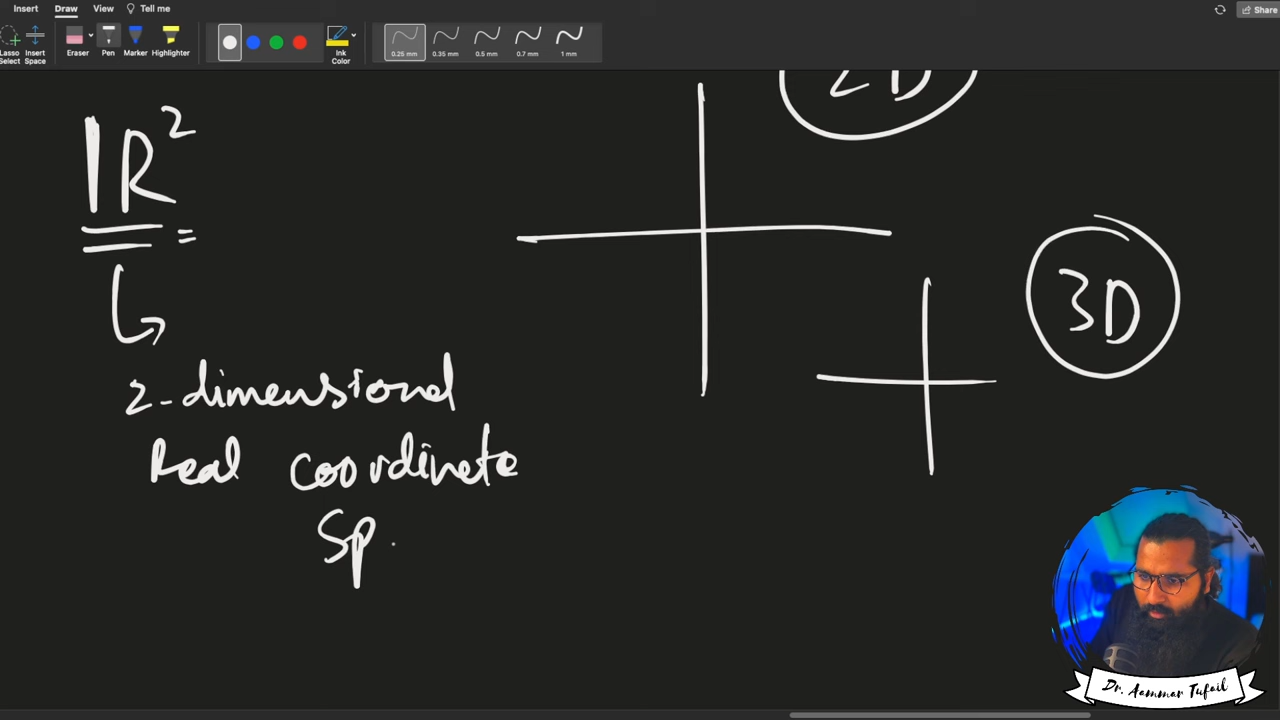 Insert Draw View Tell me
Share
Lasso Select
Insert Space
Eraser
Pen
Marker
Highlighter
Ink Color
0.25 mm 0.35 mm 0.5 mm 0.7 mm 1 mm
2D
IR²
=
3D
2-dimensional
Real coordinate
Sp
Dr. Aammar Tufail